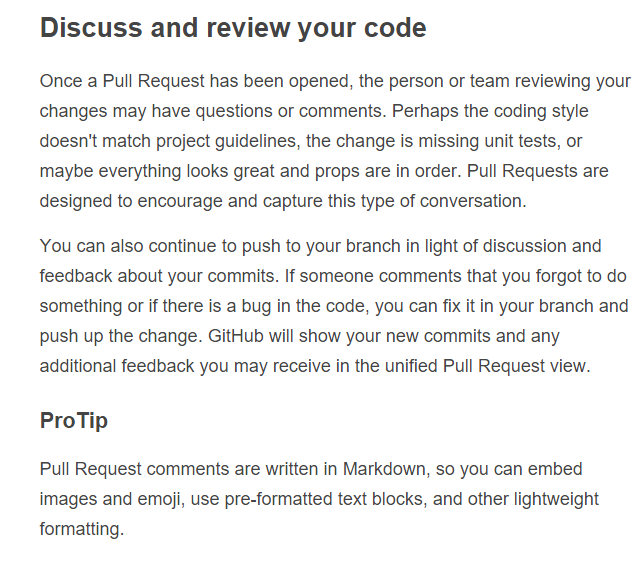 Discuss and review your code
Once a Pull Request has been opened, the person or team reviewing your
changes may have questions or comments. Perhaps the coding style
doesn't match project guidelines, the change is missing unit tests, or
maybe everything looks great and props are in order. Pull Requests are
designed to encourage and capture this type of conversation.
You can also continue to push to your branch in light of discussion and
feedback about your commits. If someone comments that you forgot to do
something or if there is a bug in the code, you can fix it in your branch and
push up the change. GitHub will show your new commits and any
additional feedback you may receive in the unified Pull Request view.
ProTip
Pull Request comments are written in Markdown, so you can embed
images and emoji, use pre-formatted text blocks, and other lightweight
formatting.